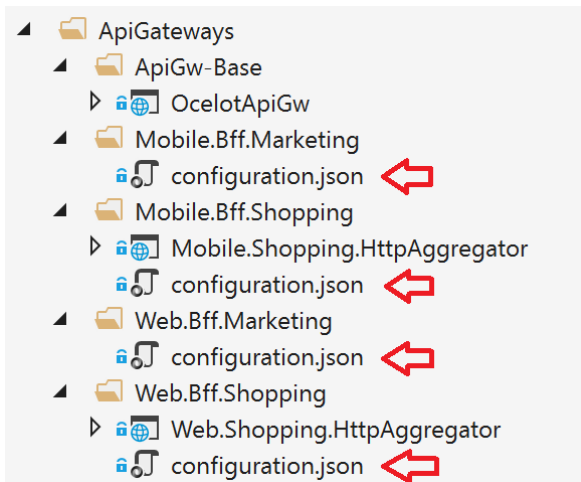 ApiGateways
ApiGw-Base
OcelotApiGw
Mobile.Bff.Marketing
configuration.json
Mobile.Bff.Shopping
Mobile.Shopping.HttpAggregator
configuration.json
Web.Bff.Marketing
configuration.json
Web.Bff.Shopping
Web.Shopping.HttpAggregator
configuration.json